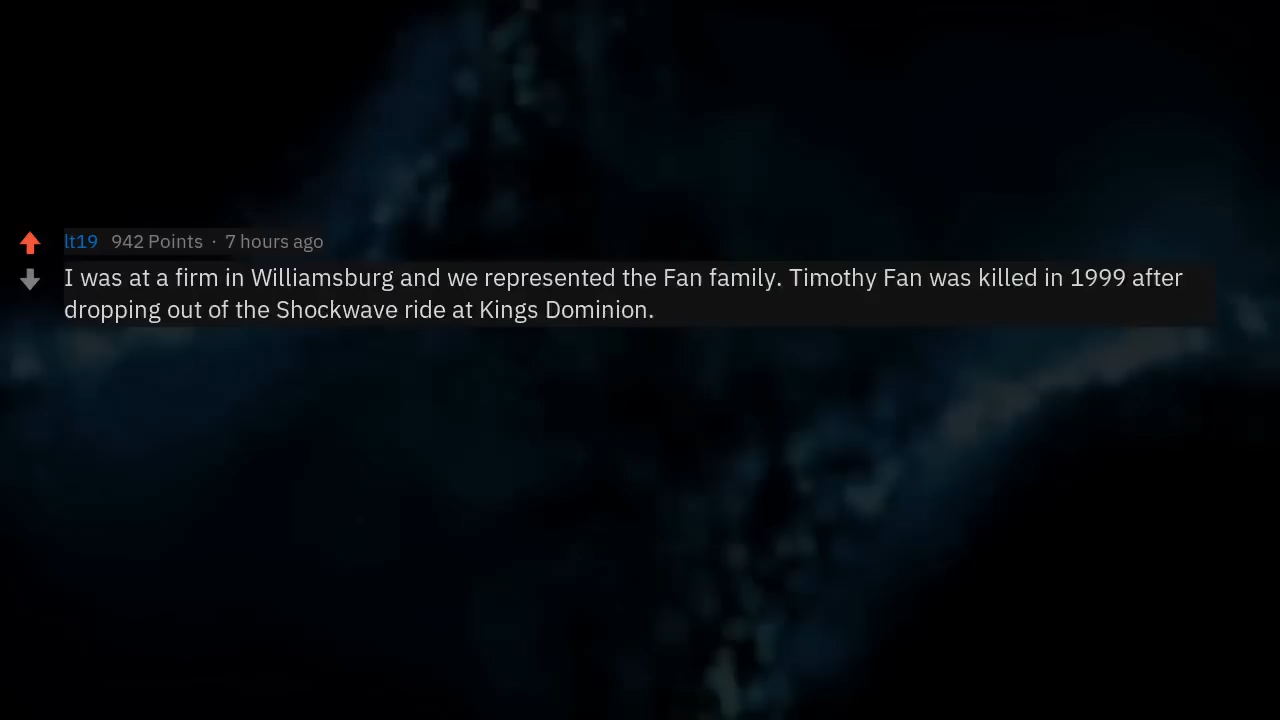 lt19 942 Points · 7 hours ago
I was at a firm in Williamsburg and we represented the Fan family. Timothy Fan was killed in 1999 after
dropping out of the Shockwave ride at Kings Dominion.